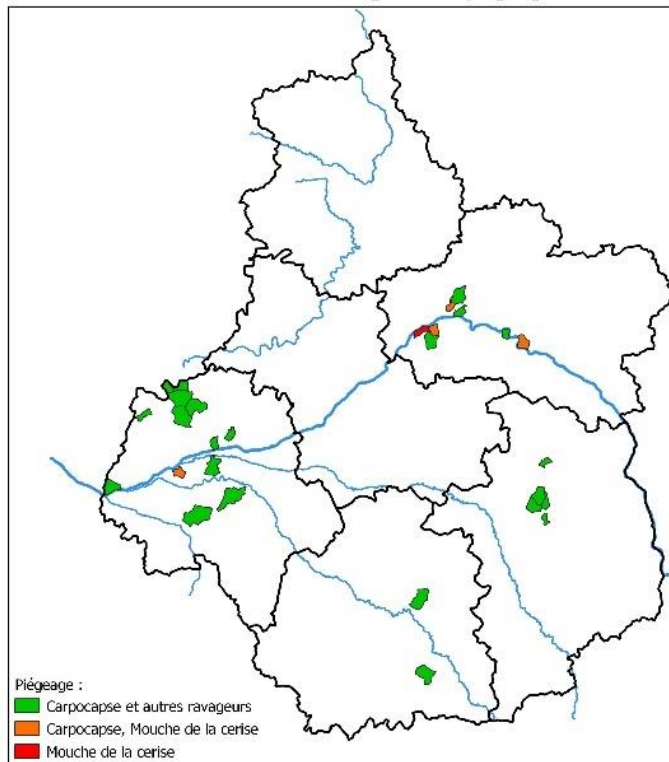 Piégeage :
Carpocapse et autres ravageurs
Carpocapse, Mouche de la cerise
Mouche de la cerise